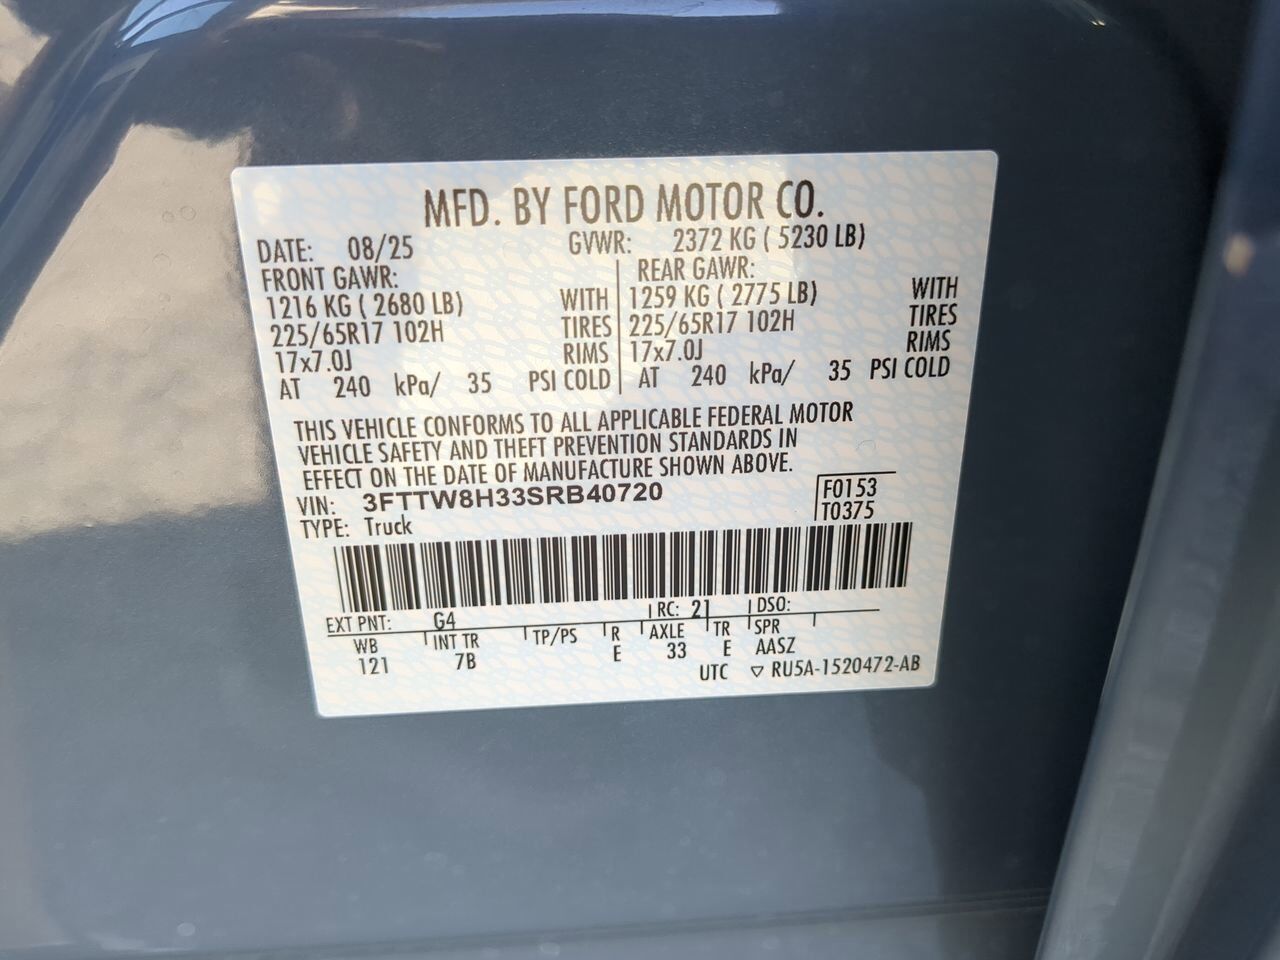 MFD. BY FORD MOTOR CO.
DATE: 08/25 GVWR: 2372 KG ( 5230 LB)
FRONT GAWR: REAR GAWR:
1216 KG ( 2680 LB) WITH 1259 KG ( 2775 LB) WITH
225/65R17 102H TIRES 225/65R17 102H TIRES
17x7.0J RIMS 17x7.0J RIMS
AT 240 kPa/ 35 PSI COLD AT 240 kPa/ 35 PSI COLD
THIS VEHICLE CONFORMS TO ALL APPLICABLE FEDERAL MOTOR
VEHICLE SAFETY AND THEFT PREVENTION STANDARDS IN
EFFECT ON THE DATE OF MANUFACTURE SHOWN ABOVE.
VIN: 3FTTW8H33SRB40720 F0153
TYPE: Truck T0375
EXT PNT: G4 RC: 21 DSO:
WB INT TR TP/PS R AXLE TR SPR
121 7B E 33 E AASZ
UTC ▽ RU5A-1520472-AB